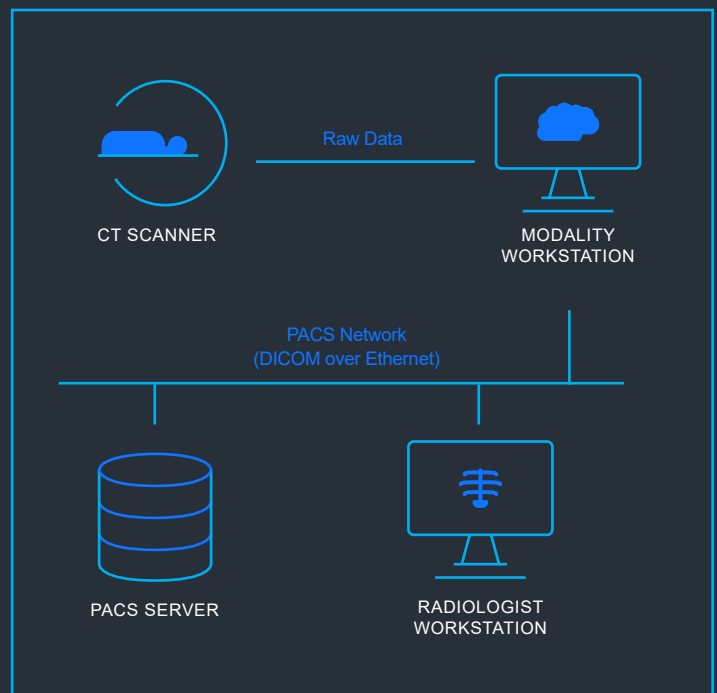 Raw Data
CT SCANNER
MODALITY
WORKSTATION
PACS Network
(DICOM over Ethernet)
PACS SERVER
RADIOLOGIST
WORKSTATION